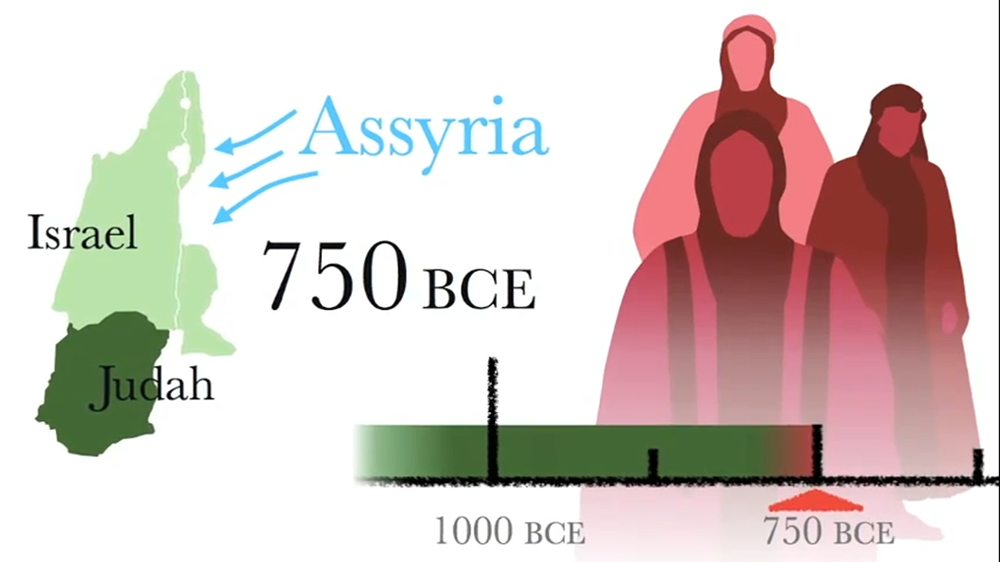 Assyria
Israel
750 BCE
Judah
1000 BCE
750 BCE